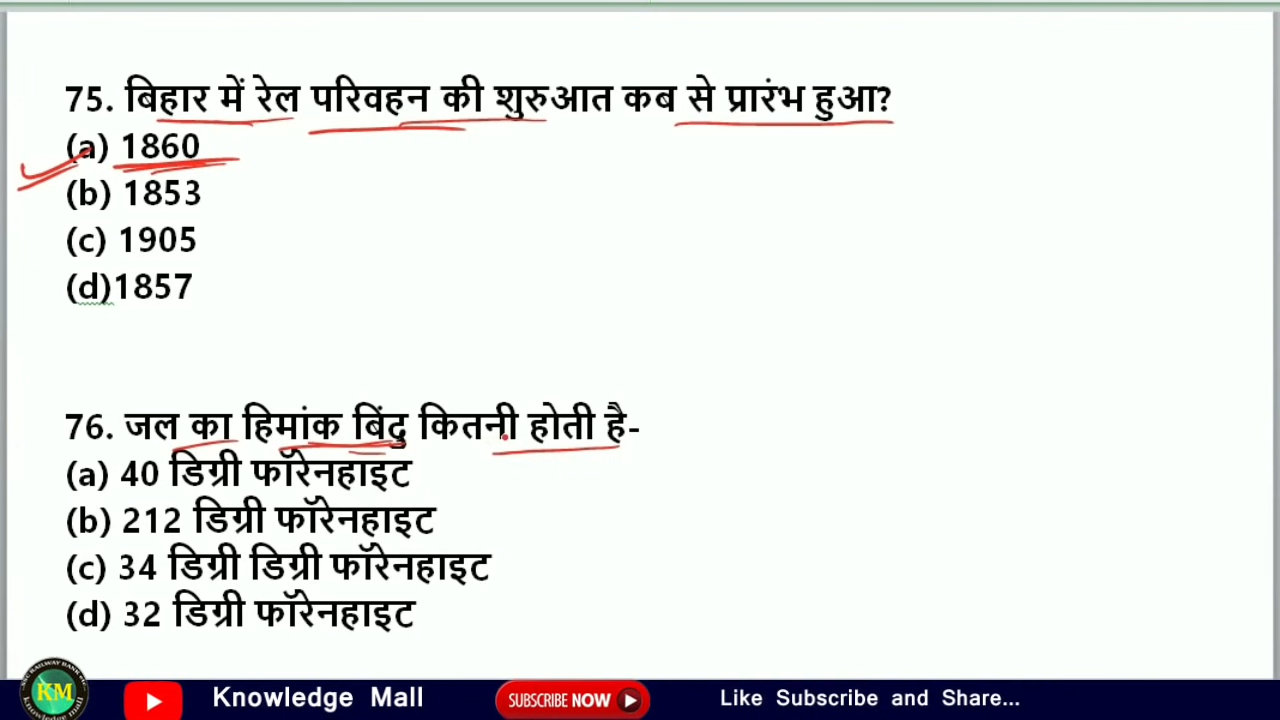 75. बिहार में रेल परिवहन की शुरुआत कब से प्रारंभ हुआ?
(a) 1860
(b) 1853
(c) 1905
(d)1857
76. जल का हिमांक बिंदु कितनी होती है-
(a) 40 डिग्री फॉरेनहाइट
(b) 212 डिग्री फॉरेनहाइट
(c) 34 डिग्री डिग्री फॉरेनहाइट
(d) 32 डिग्री फॉरेनहाइट
KM
Knowledge Mall
SUBSCRIBE NOW
Like Subscribe and Share...